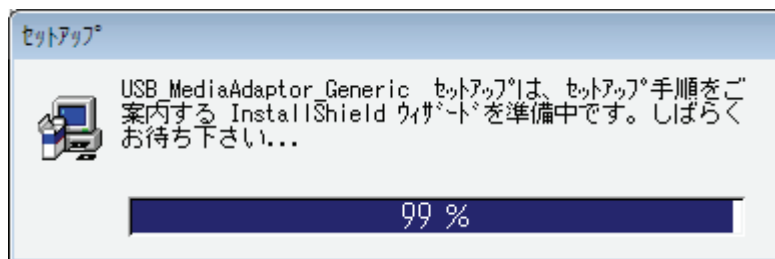 ｾｯﾄｱｯﾌﾟ
USB_MediaAdaptor_Generic ｾｯﾄｱｯﾌﾟは、ｾｯﾄｱｯﾌﾟ手順をご
案内する InstallShield ｳｨｻﾞｰﾄﾞを準備中です。しばらく
お待ち下さい...
99 %